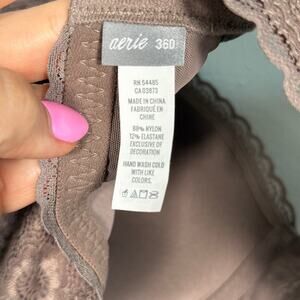 aerie 360
RN.54485
CA 03873
MADE IN CHINA
FABRIQUÉ EN
CHINE
88% NYLON
12% ELASTANE
EXCLUSIVE OF
DECORATION
HAND WASH COLD
WITH LIKE
COLORS.